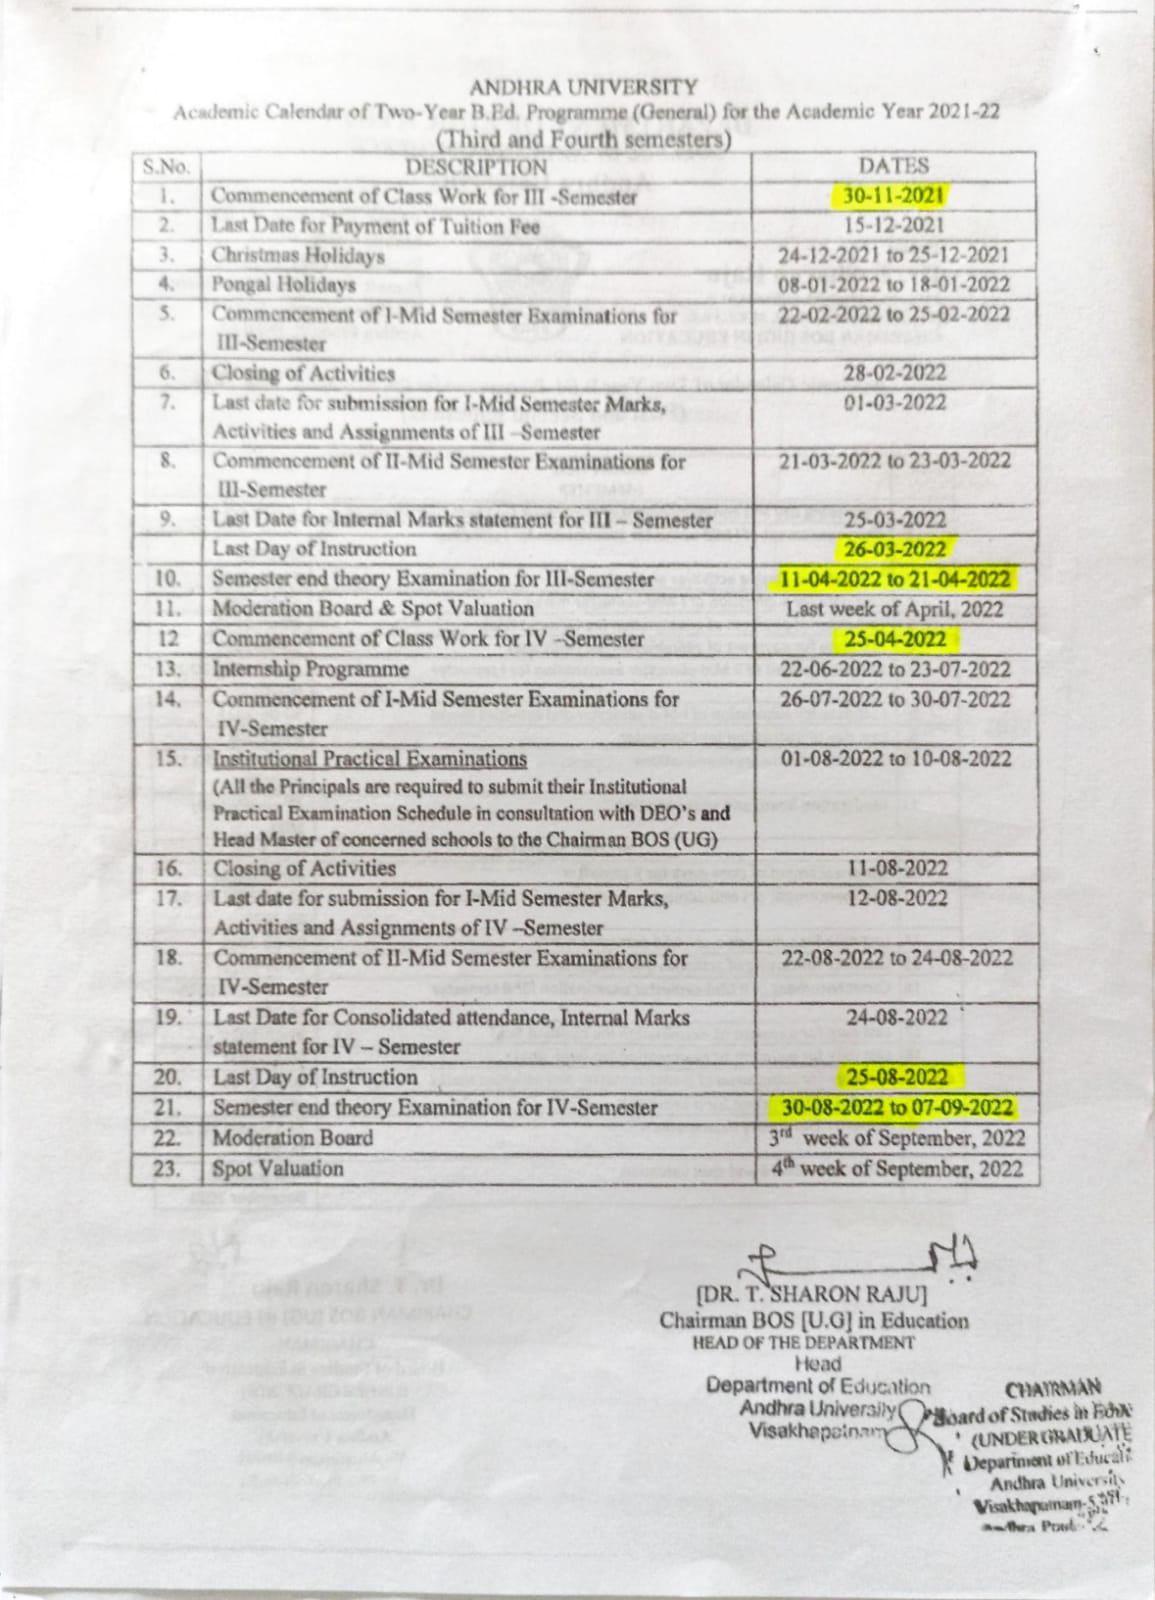 ANDHRA UNIVERSITY
Academic Calendar of Two-Year B.Ed. Programme (General) for the Academic Year 2021-22
(Third and Fourth semesters)
S.No. DESCRIPTION DATES
1. Commencement of Class Work for III -Semester 30-11-2021
2. Last Date for Payment of Tuition Fee 15-12-2021
3. Christmas Holidays 24-12-2021 to 25-12-2021
4. Pongal Holidays 08-01-2022 to 18-01-2022
5. Commencement of I-Mid Semester Examinations for 22-02-2022 to 25-02-2022
III-Semester
6. Closing of Activities 28-02-2022
7. Last date for submission for I-Mid Semester Marks, 01-03-2022
Activities and Assignments of III –Semester
8. Commencement of II-Mid Semester Examinations for 21-03-2022 to 23-03-2022
III-Semester
9. Last Date for Internal Marks statement for III – Semester 25-03-2022
Last Day of Instruction 26-03-2022
10. Semester end theory Examination for III-Semester 11-04-2022 to 21-04-2022
11. Moderation Board & Spot Valuation Last week of April, 2022
12 Commencement of Class Work for IV –Semester 25-04-2022
13. Internship Programme 22-06-2022 to 23-07-2022
14. Commencement of I-Mid Semester Examinations for 26-07-2022 to 30-07-2022
IV-Semester
15. Institutional Practical Examinations 01-08-2022 to 10-08-2022
(All the Principals are required to submit their Institutional
Practical Examination Schedule in consultation with DEO's and
Head Master of concerned schools to the Chairman BOS (UG)
16. Closing of Activities 11-08-2022
17. Last date for submission for I-Mid Semester Marks, 12-08-2022
Activities and Assignments of IV –Semester
18. Commencement of II-Mid Semester Examinations for 22-08-2022 to 24-08-2022
IV-Semester
19. Last Date for Consolidated attendance, Internal Marks 24-08-2022
statement for IV – Semester
20. Last Day of Instruction 25-08-2022
21. Semester end theory Examination for IV-Semester 30-08-2022 to 07-09-2022
22. Moderation Board 3rd week of September, 2022
23. Spot Valuation 4th week of September, 2022
[DR. T. SHARON RAJU]
Chairman BOS [U.G] in Education
HEAD OF THE DEPARTMENT
Head
Department of Education
Andhra University
Visakhapatnam
CHAIRMAN
Board of Studies in
(UNDER GRADUATE
Department of
Andhra University
Visakhapatnam